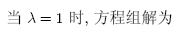 当 λ = 1 时, 方程组解为